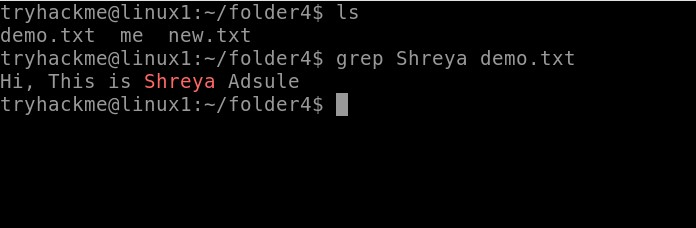 tryhackme@linux1:~/folder4$ ls
demo.txt  me  new.txt
tryhackme@linux1:~/folder4$ grep Shreya demo.txt
Hi, This is Shreya Adsule
tryhackme@linux1:~/folder4$